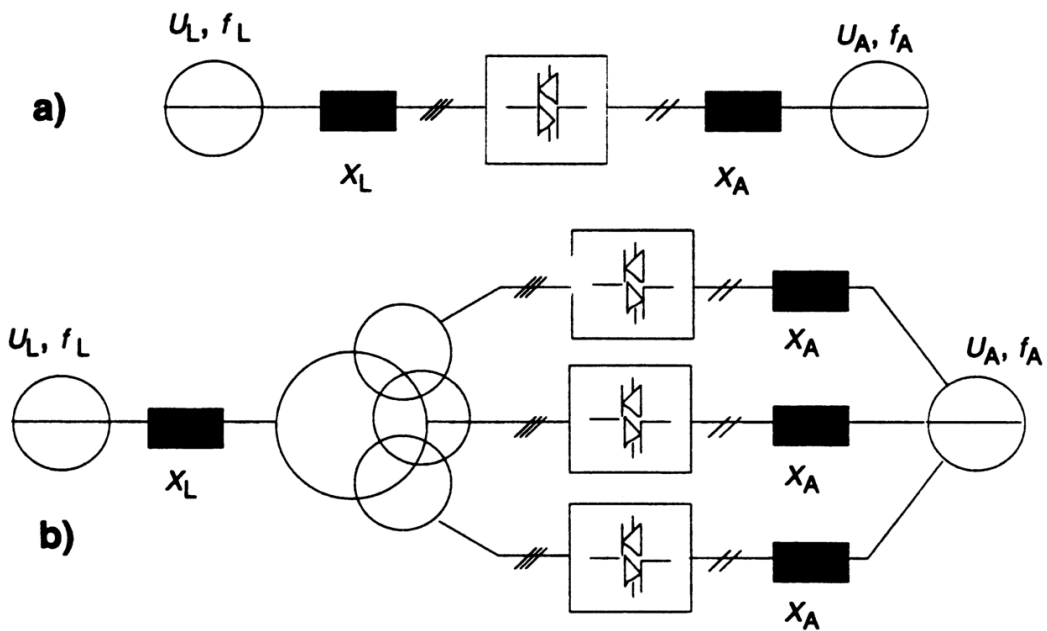 U_L, f_L
U_A, f_A
a)
X_L
X_A
U_L, f_L
X_A
U_A, f_A
X_L
X_A
b)
X_A